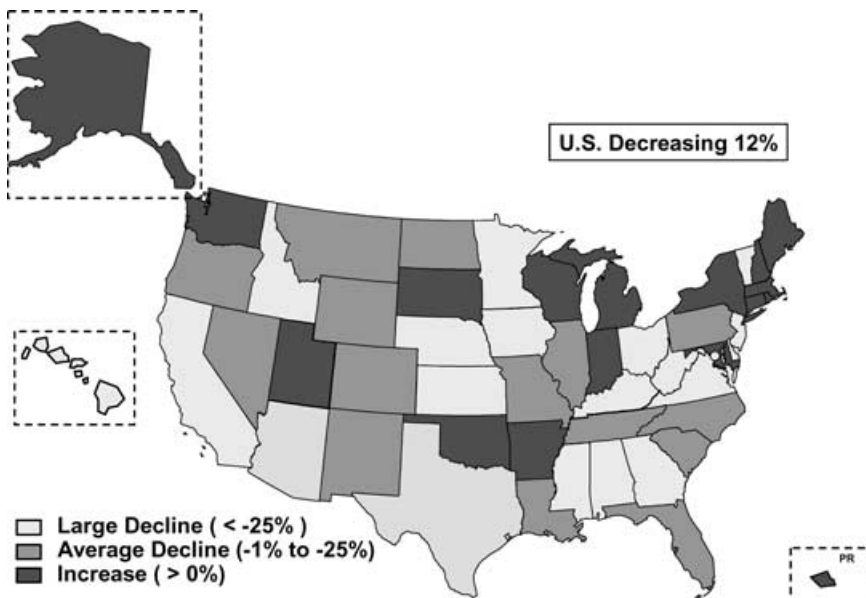 U.S. Decreasing 12%
Large Decline ( < -25% )
Average Decline (-1% to -25%)
Increase ( > 0%)
PR